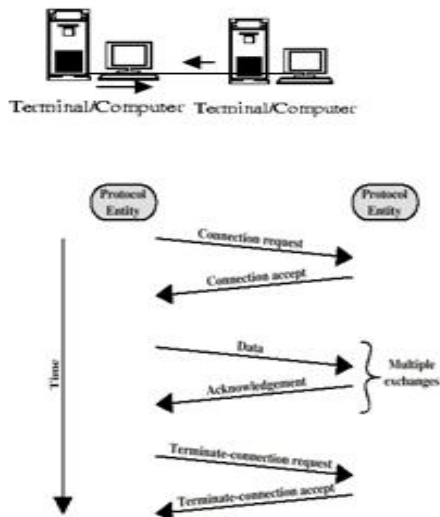 Terminal/Computer
Terminal/Computer
Protocol
Entity
Protocol
Entity
Connection request
Connection accept
Time
Data
Acknowledgement
Multiple
exchanges
Terminate-connection request
Terminate-connection accept